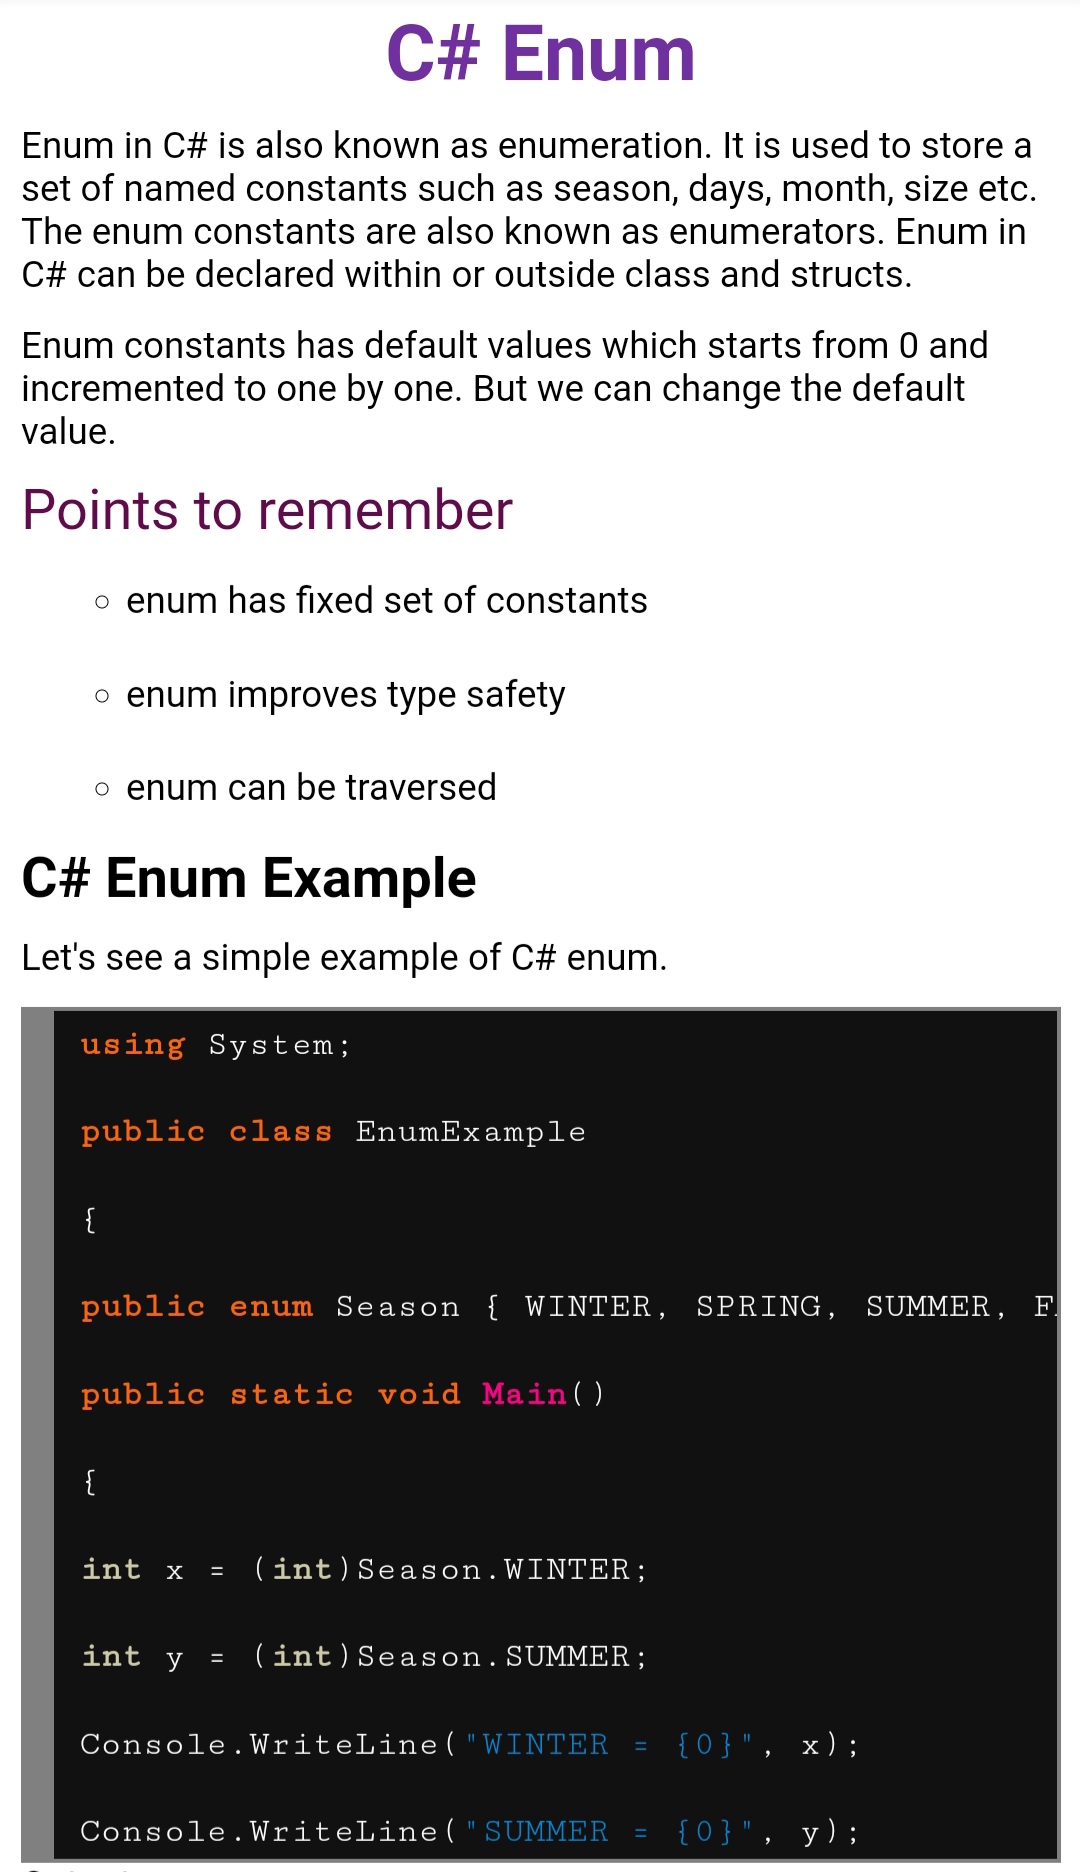 C# Enum
Enum in C# is also known as enumeration. It is used to store a
set of named constants such as season, days, month, size etc.
The enum constants are also known as enumerators. Enum in
C# can be declared within or outside class and structs.
Enum constants has default values which starts from 0 and
incremented to one by one. But we can change the default
value.
Points to remember
enum has fixed set of constants
enum improves type safety
enum can be traversed
C# Enum Example
Let's see a simple example of C# enum.
using System;
public class EnumExample
{
public enum Season { WINTER, SPRING, SUMMER,
public static void Main()
{
int x = (int)Season.WINTER;
int y = (int)Season.SUMMER;
Console.WriteLine("WINTER = {0}", x);
Console.WriteLine("SUMMER = {0}", y);